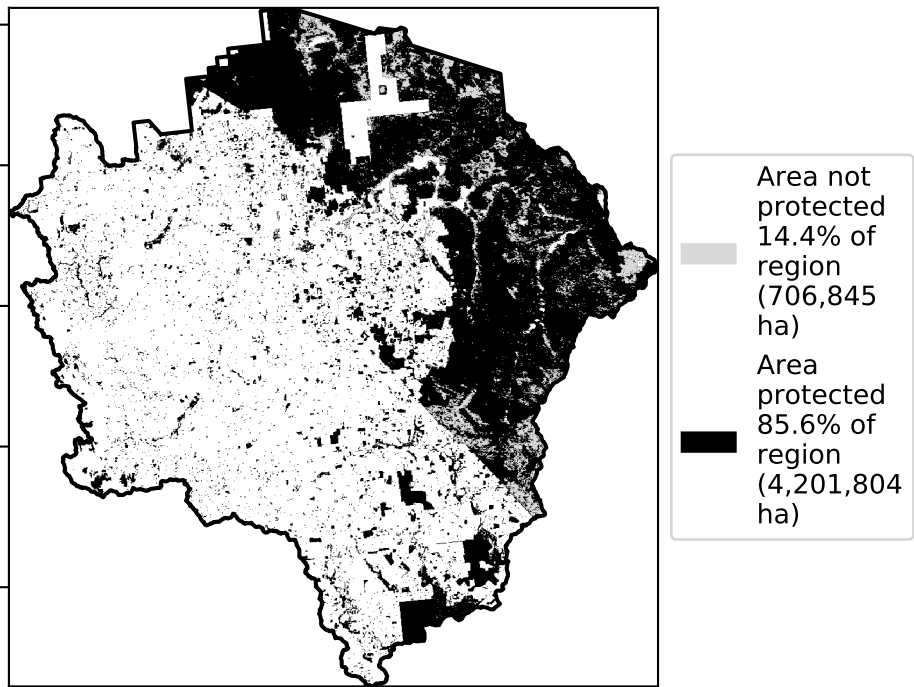 Area not
protected
14.4% of
region
(706,845
ha)
Area
protected
85.6% of
region
(4,201,804
ha)